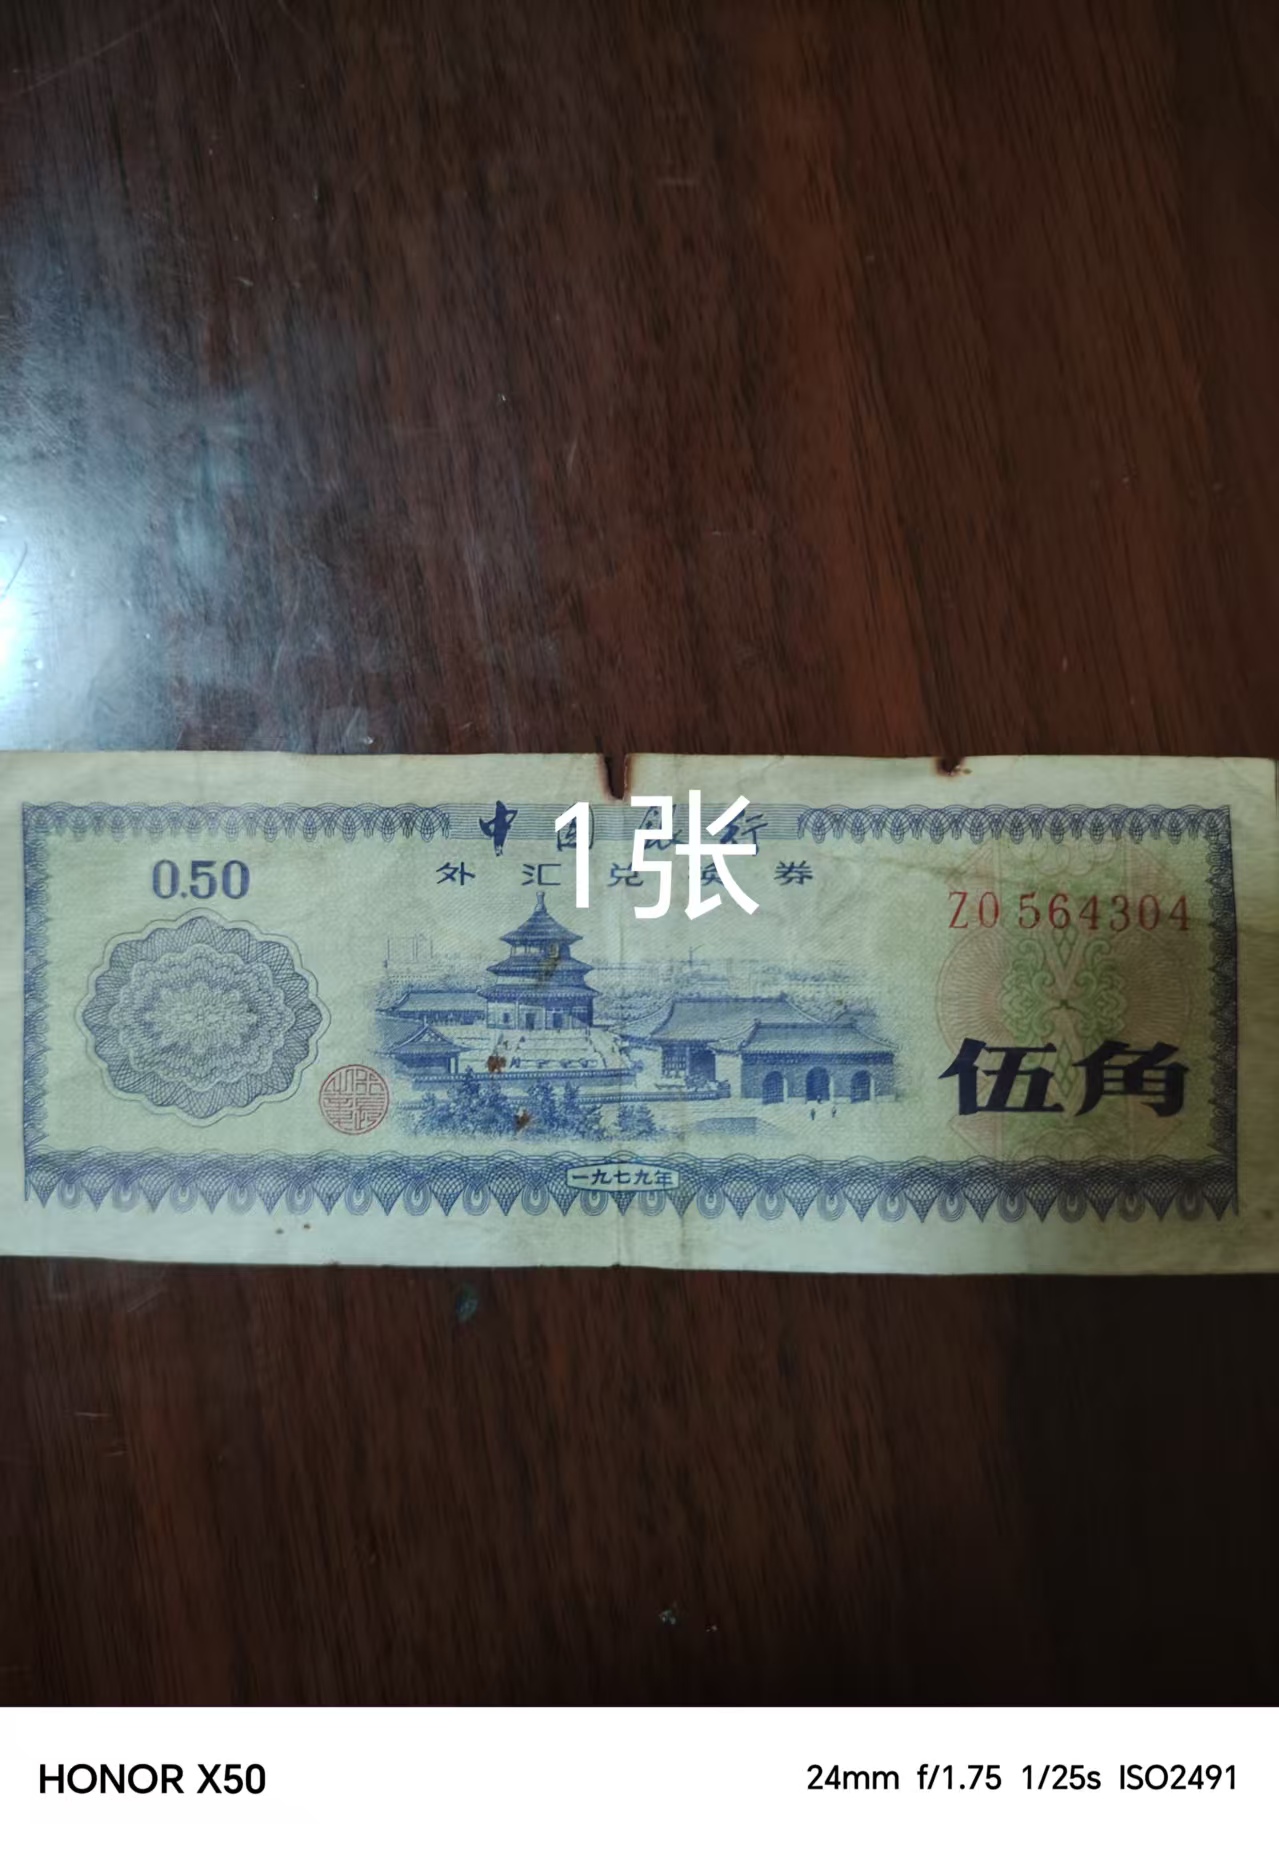 中国银行
外汇兑换券
1张
0.50
ZO 564304
伍角
一九七九年
HONOR X50
24mm f/1.75 1/25s ISO2491